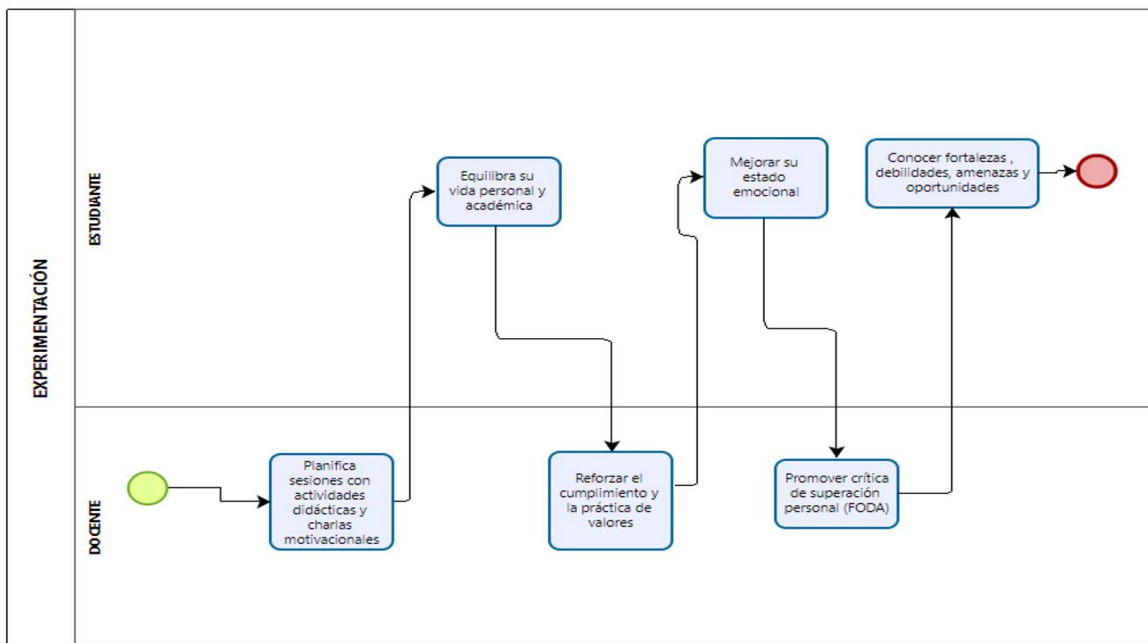 EXPERIMENTACIÓN
ESTUDIANTE
Equilibra su
vida personal y
académica
Mejorar su
estado
emocional
Conocer fortalezas ,
debilidades, amenazas y
oportunidades
DOCENTE
Planifica
sesiones con
actividades
didácticas y
charlas
motivacionales
Reforzar el
cumplimiento y
la práctica de
valores
Promover crítica
de superación
personal (FODA)